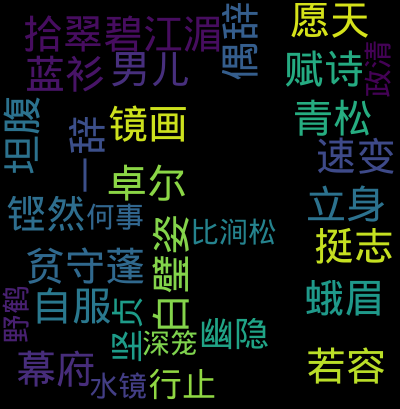 拾翠碧江湄
偶辞
愿天
蓝衫
男儿
赋诗
政清
坦腹
一辞
镜画
青松
速变
卓尔
铿然
何事
白璧姿
比涧松
立身
挺志
贫守蓬
野鹤
自服
坚贞
深笼
幽隐
蛾眉
幕府
水镜
行止
若容